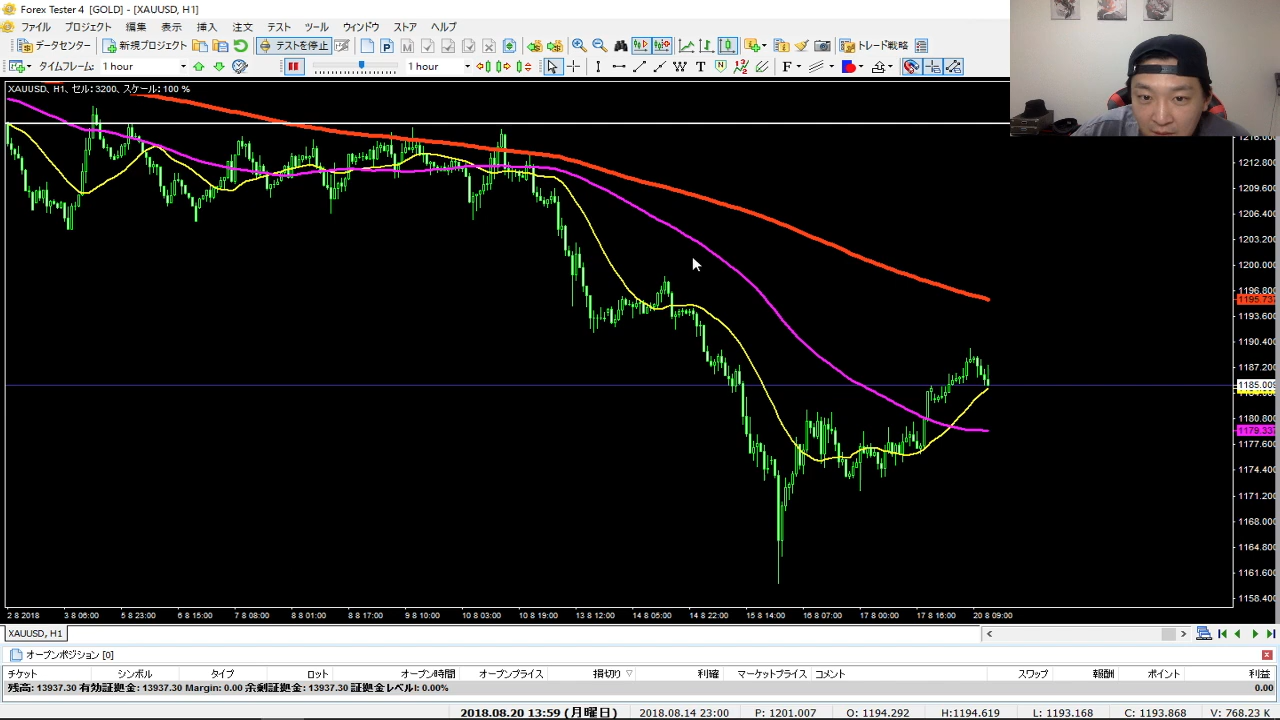 Forex Tester 4 [GOLD] - [XAUUSD, H1]
ファイル プロジェクト 編集 表示 挿入 注文 テスト ツール ウィンドウ ストア ヘルプ
データセンター 新規プロジェクト テストを停止 トレード戦略
タイムフレーム: 1 hour 1 hour
XAUUSD、H1、セル: 3200、スケール: 100 %
1212.800
1209.600
1206.400
1203.200
1200.000
1196.800
1195.737
1193.600
1190.400
1187.200
1185.009
1180.800
1179.337
1177.600
1174.400
1171.200
1168.000
1164.800
1161.600
1158.400
2 8 2018 3 8 06:00 5 8 23:00 6 8 15:00 7 8 08:00 8 8 01:00 8 8 17:00 9 8 10:00 10 8 03:00 10 8 19:00 13 8 12:00 14 8 05:00 14 8 22:00 15 8 14:00 16 8 07:00 17 8 00:00 17 8 16:00 20 8 09:00
XAUUSD, H1
オープンポジション [0]
チケット シンボル タイプ ロット オープン時間 オープンプライス 損切り 利確 マーケットプライス コメント スワップ 報酬 ポイント 利益
残高: 13937.30 有効証拠金: 13937.30 Margin: 0.00 余剰証拠金: 13937.30 証拠金レベル: 0.00% 0.00
2018.08.20 13:59 (月曜日) 2018.08.14 23:00 P: 1201.007 O: 1194.292 H: 1194.619 L: 1193.168 C: 1193.868 V: 768.23 K